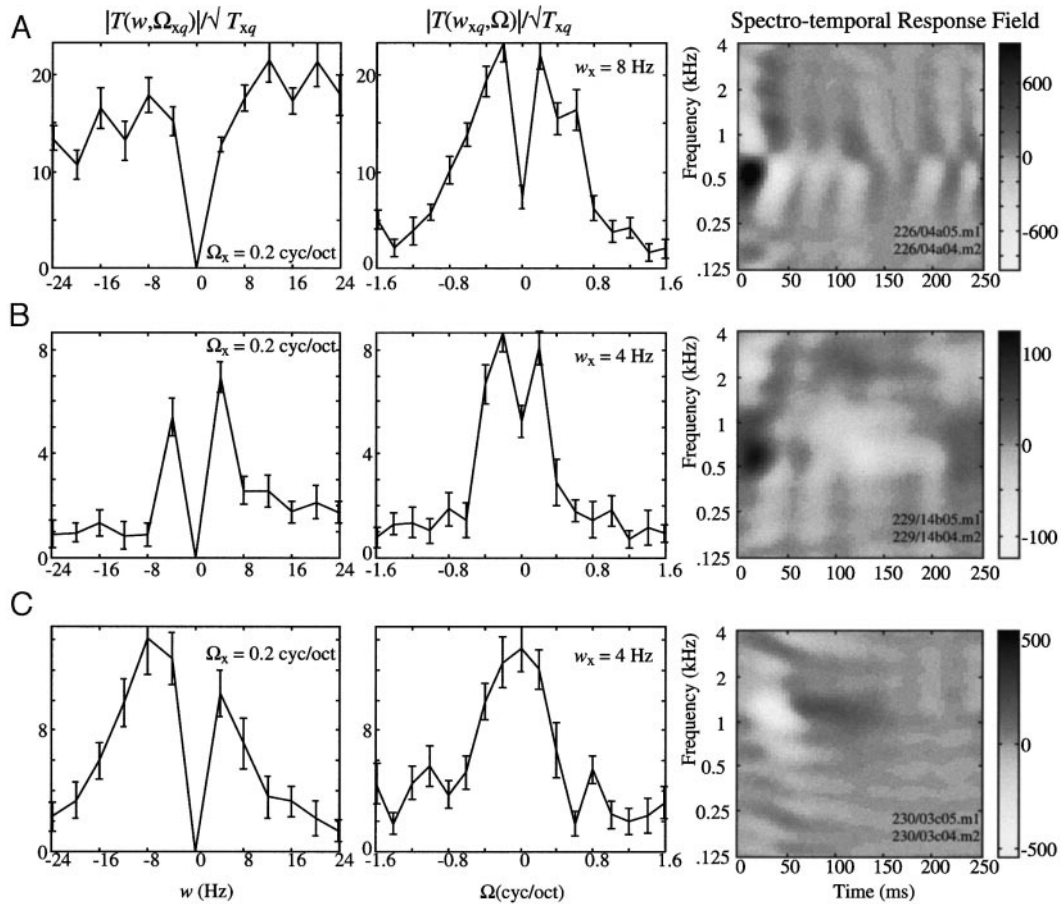 A
|T(w,Ωxq)|/√Txq
|T(wxq,Ω)|/√Txq
Spectro-temporal Response Field
20
10
0
Ωx = 0.2 cyc/oct
-24 -16 -8 0 8 16 24
wx = 8 Hz
-1.6 -0.8 0 0.8 1.6
Frequency (kHz)
4
2
1
0.5
0.25
.125
226/04a05.m1
226/04a04.m2
0 50 100 150 200 250
600
0
-600
B
8
4
0
Ωx = 0.2 cyc/oct
-24 -16 -8 0 8 16 24
wx = 4 Hz
-1.6 -0.8 0 0.8 1.6
Frequency (kHz)
4
2
1
0.5
0.25
.125
229/14b05.m1
229/14b04.m2
0 50 100 150 200 250
100
0
-100
C
8
0
Ωx = 0.2 cyc/oct
-24 -16 -8 0 8 16 24
w (Hz)
wx = 4 Hz
-1.6 -0.8 0 0.8 1.6
Ω(cyc/oct)
Frequency (kHz)
4
2
1
0.5
0.25
.125
230/03c05.m1
230/03c04.m2
0 50 100 150 200 250
Time (ms)
500
0
-500